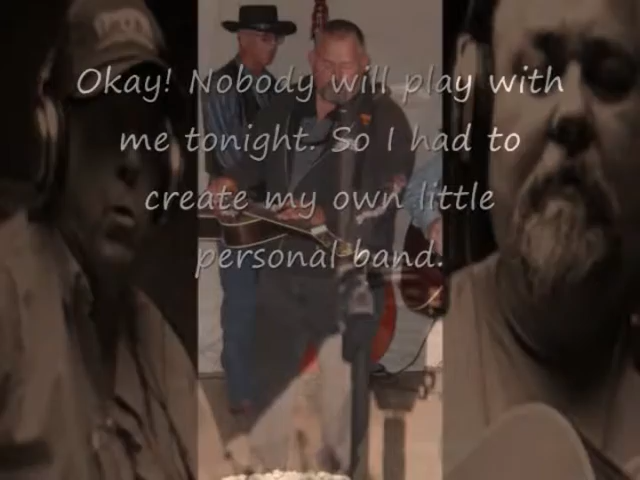 Okay! Nobody will play with
me tonight. So I had to
create my own little
personal band.